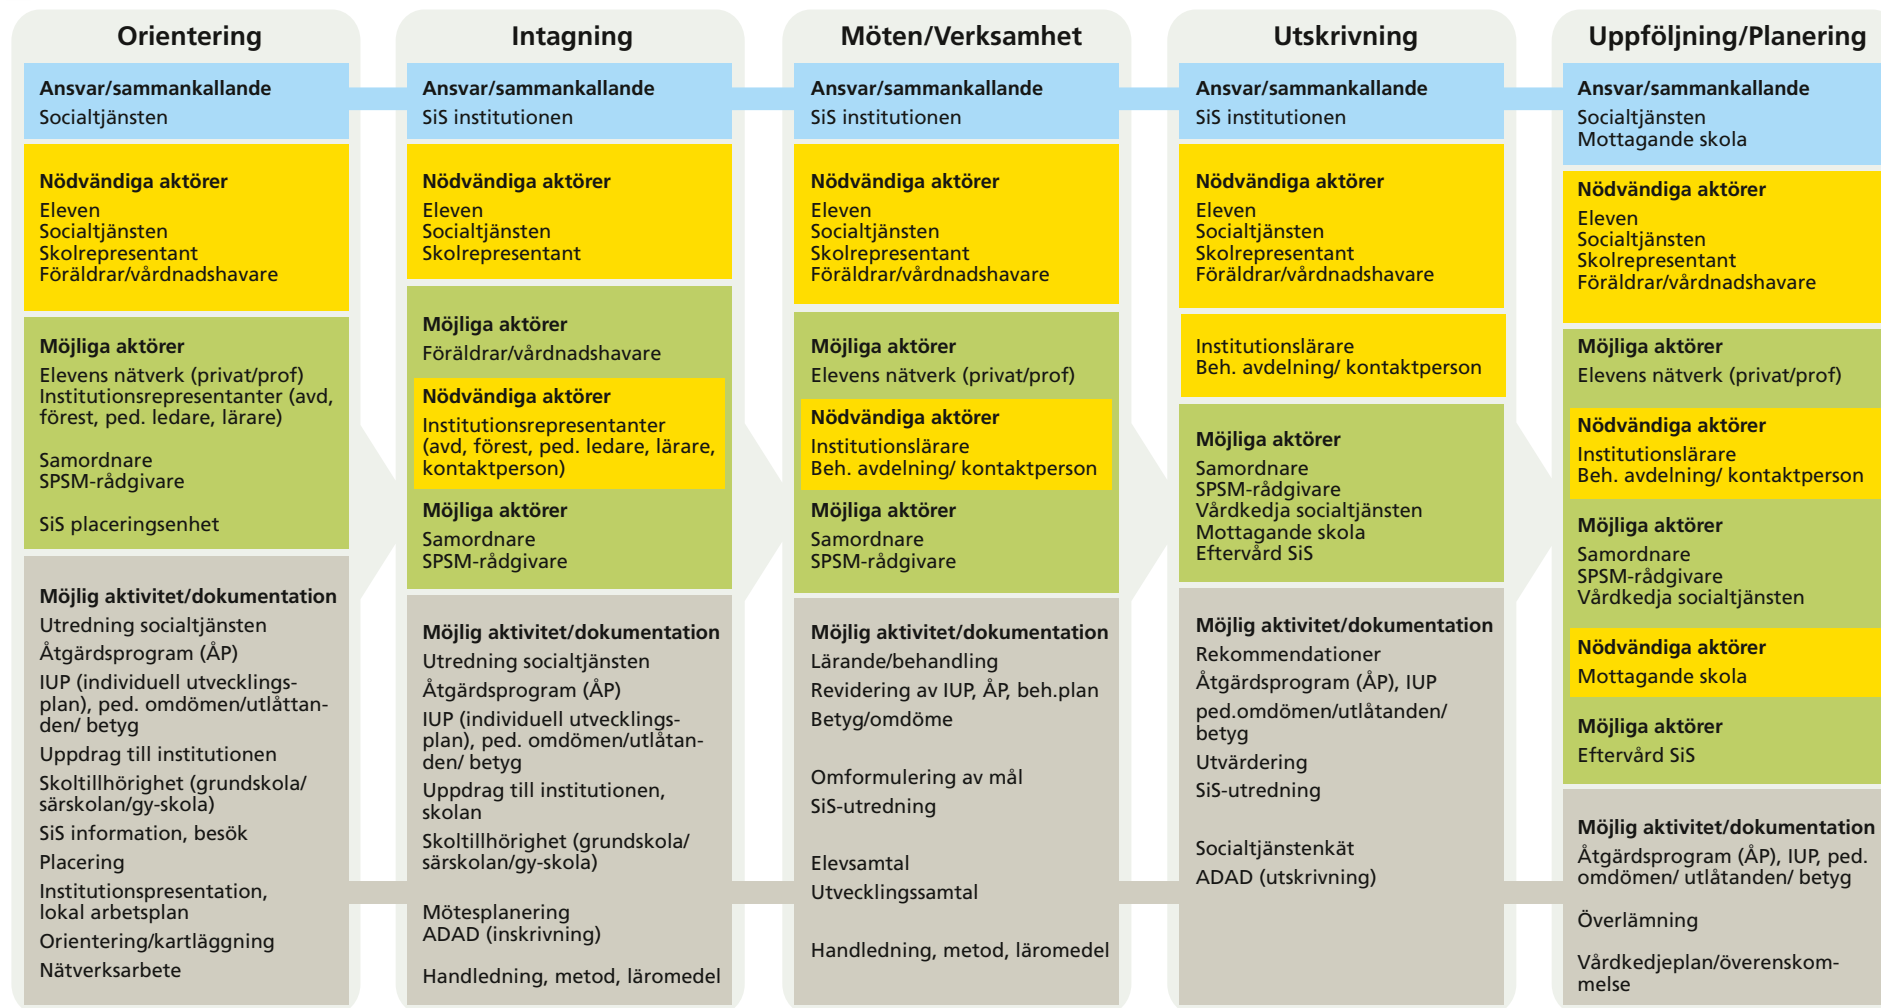 Orientering
Ansvar/sammankallande
Socialtjänsten
Nödvändiga aktörer
Eleven
Socialtjänsten
Skolrepresentant
Föräldrar/vårdnadshavare
Möjliga aktörer
Elevens nätverk (privat/prof)
Institutionsrepresentanter (avd,
förest, ped. ledare, lärare)
Samordnare
SPSM-rådgivare
SiS placeringsenhet
Möjlig aktivitet/dokumentation
Utredning socialtjänsten
Åtgärdsprogram (ÅP)
IUP (individuell utvecklings-
plan), ped. omdömen/utlåttan-
den/ betyg
Uppdrag till institutionen
Skoltillhörighet (grundskola/
särskolan/gy-skola)
SiS information, besök
Placering
Institutionspresentation,
lokal arbetsplan
Orientering/kartläggning
Nätverksarbete
Intagning
Ansvar/sammankallande
SiS institutionen
Nödvändiga aktörer
Eleven
Socialtjänsten
Skolrepresentant
Möjliga aktörer
Föräldrar/vårdnadshavare
Nödvändiga aktörer
Institutionsrepresentanter
(avd, förest, ped. ledare, lärare,
kontaktperson)
Möjliga aktörer
Samordnare
SPSM-rådgivare
Möjlig aktivitet/dokumentation
Utredning socialtjänsten
Åtgärdsprogram (ÅP)
IUP (individuell utvecklings-
plan), ped. omdömen/utlåtan-
den/ betyg
Uppdrag till institutionen,
skolan
Skoltillhörighet (grundskola/
särskolan/gy-skola)
Mötesplanering
ADAD (inskrivning)
Handledning, metod, läromedel
Möten/Verksamhet
Ansvar/sammankallande
SiS institutionen
Nödvändiga aktörer
Eleven
Socialtjänsten
Skolrepresentant
Föräldrar/vårdnadshavare
Möjliga aktörer
Elevens nätverk (privat/prof)
Nödvändiga aktörer
Institutionslärare
Beh. avdelning/ kontaktperson
Möjliga aktörer
Samordnare
SPSM-rådgivare
Möjlig aktivitet/dokumentation
Lärande/behandling
Revidering av IUP, ÅP, beh.plan
Betyg/omdöme
Omformulering av mål
SiS-utredning
Elevsamtal
Utvecklingssamtal
Handledning, metod, läromedel
Utskrivning
Ansvar/sammankallande
SiS institutionen
Nödvändiga aktörer
Eleven
Socialtjänsten
Skolrepresentant
Föräldrar/vårdnadshavare
Institutionslärare
Beh. avdelning/ kontaktperson
Möjliga aktörer
Samordnare
SPSM-rådgivare
Vårdkedja socialtjänsten
Mottagande skola
Eftervård SiS
Möjlig aktivitet/dokumentation
Rekommendationer
Åtgärdsprogram (ÅP), IUP
ped.omdömen/utlåtanden/
betyg
Utvärdering
SiS-utredning
Socialtjänstenkät
ADAD (utskrivning)
Uppföljning/Planering
Ansvar/sammankallande
Socialtjänsten
Mottagande skola
Nödvändiga aktörer
Eleven
Socialtjänsten
Skolrepresentant
Föräldrar/vårdnadshavare
Möjliga aktörer
Elevens nätverk (privat/prof)
Nödvändiga aktörer
Institutionslärare
Beh. avdelning/ kontaktperson
Möjliga aktörer
Samordnare
SPSM-rådgivare
Vårdkedja socialtjänsten
Nödvändiga aktörer
Mottagande skola
Möjliga aktörer
Eftervård SiS
Möjlig aktivitet/dokumentation
Åtgärdsprogram (ÅP), IUP, ped.
omdömen/ utlåtanden/ betyg
Överlämning
Vårdkedjeplan/överenskom-
melse